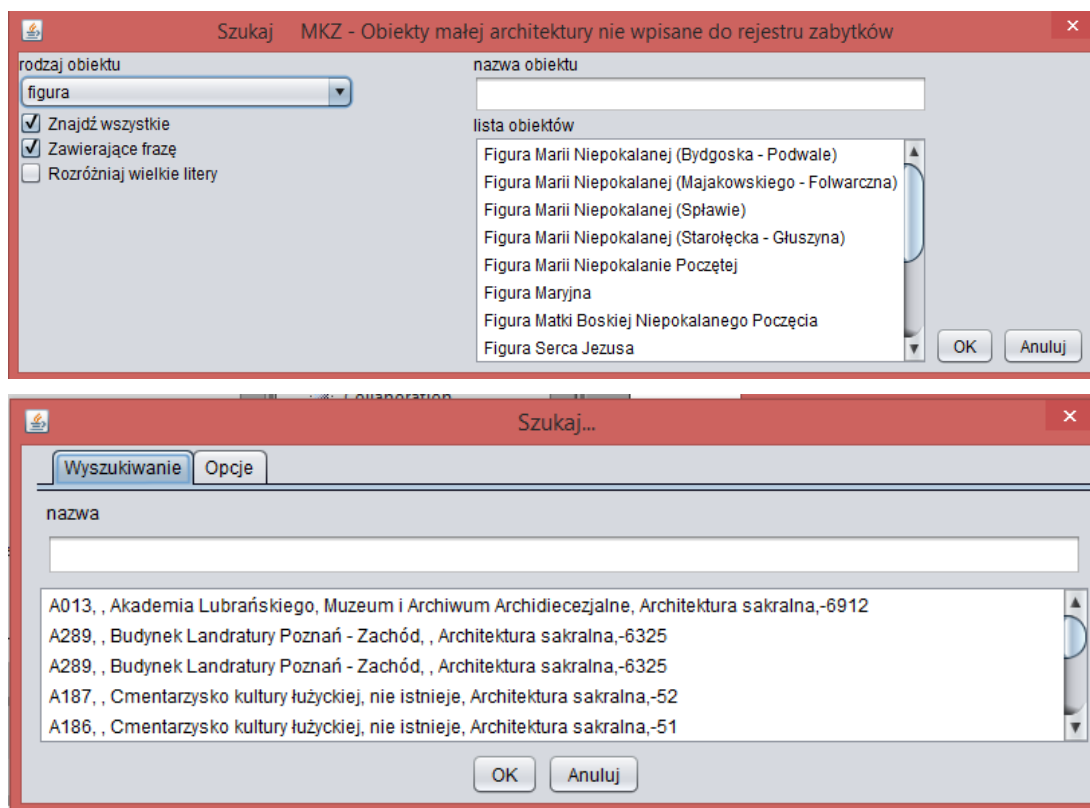 Szukaj MKZ - Obiekty małej architektury nie wpisane do rejestru zabytków
rodzaj obiektu
figura
Znajdź wszystkie
Zawierające frazę
Rozróżniaj wielkie litery
nazwa obiektu
lista obiektów
Figura Marii Niepokalanej (Bydgoska - Podwale)
Figura Marii Niepokalanej (Majakowskiego - Folwarczna)
Figura Marii Niepokalanej (Spławie)
Figura Marii Niepokalanej (Starołęcka - Głuszyna)
Figura Marii Niepokalanie Poczętej
Figura Maryjna
Figura Matki Boskiej Niepokalanego Poczęcia
Figura Serca Jezusa
OK Anuluj
Collaboration
Szukaj...
Wyszukiwanie Opcje
nazwa
A013, , Akademia Lubrańskiego, Muzeum i Archiwum Archidiecezjalne, Architektura sakralna,-6912
A289, , Budynek Landratury Poznań - Zachód, , Architektura sakralna,-6325
A289, , Budynek Landratury Poznań - Zachód, , Architektura sakralna,-6325
A187, , Cmentarzysko kultury łużyckiej, nie istnieje, Architektura sakralna,-52
A186, , Cmentarzysko kultury łużyckiej, nie istnieje, Architektura sakralna,-51
OK Anuluj